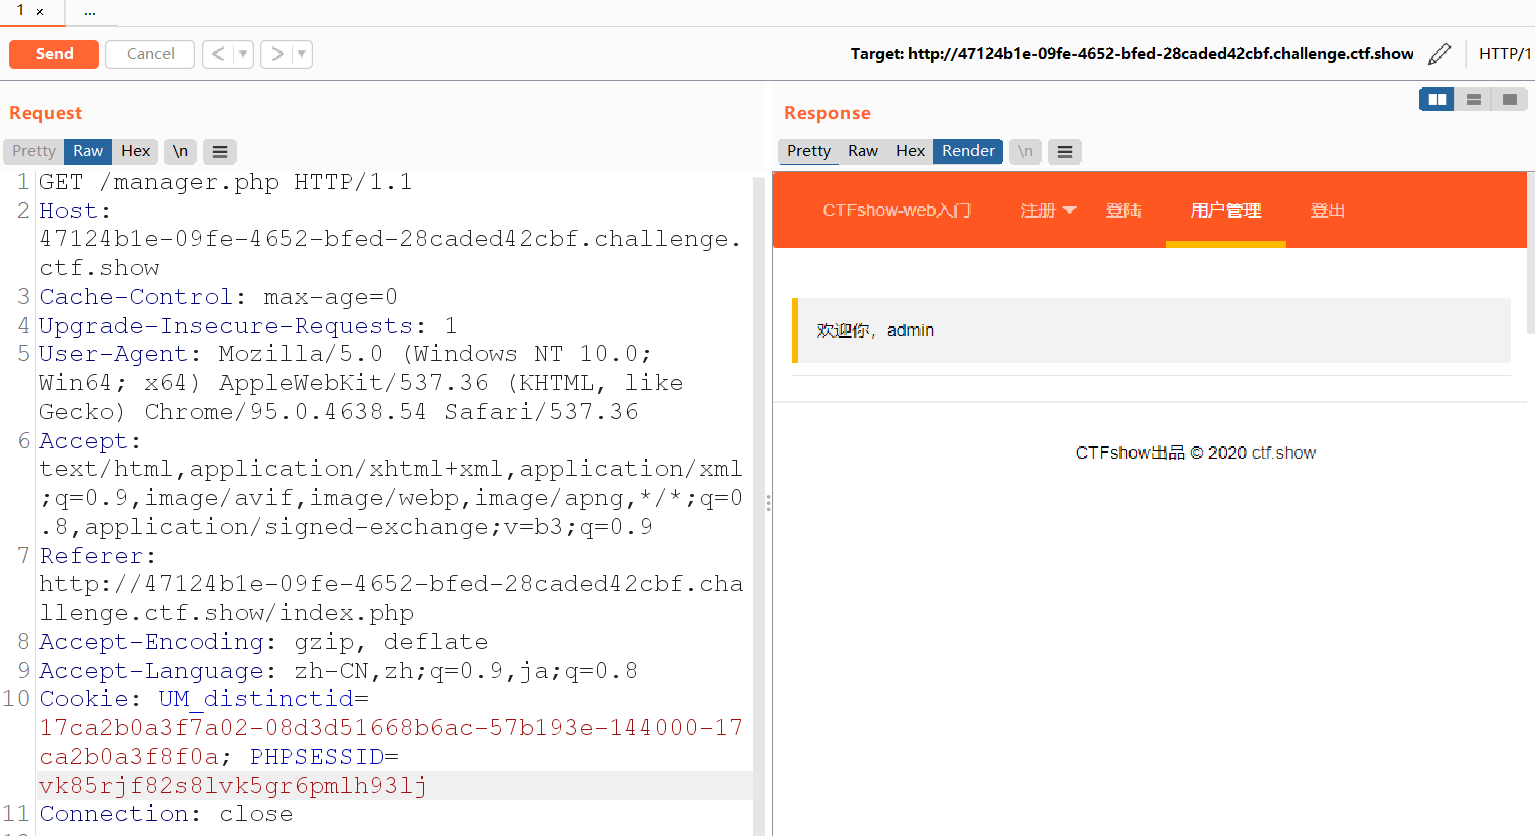 1 ×
...
Send Cancel < ▼ > ▼ Target: http://47124b1e-09fe-4652-bfed-28caded42cbf.challenge.ctf.show HTTP/1
Request
Pretty Raw Hex \n
1 GET /manager.php HTTP/1.1
2 Host:
47124b1e-09fe-4652-bfed-28caded42cbf.challenge.
ctf.show
3 Cache-Control: max-age=0
4 Upgrade-Insecure-Requests: 1
5 User-Agent: Mozilla/5.0 (Windows NT 10.0;
Win64; x64) AppleWebKit/537.36 (KHTML, like
Gecko) Chrome/95.0.4638.54 Safari/537.36
6 Accept:
text/html,application/xhtml+xml,application/xml
;q=0.9,image/avif,image/webp,image/apng,*/*;q=0
.8,application/signed-exchange;v=b3;q=0.9
7 Referer:
http://47124b1e-09fe-4652-bfed-28caded42cbf.cha
llenge.ctf.show/index.php
8 Accept-Encoding: gzip, deflate
9 Accept-Language: zh-CN,zh;q=0.9,ja;q=0.8
10 Cookie: UM_distinctid=
17ca2b0a3f7a02-08d3d51668b6ac-57b193e-144000-17
ca2b0a3f8f0a; PHPSESSID=
vk85rjf82s8lvk5gr6pmlh93lj
11 Connection: close
Response
Pretty Raw Hex Render \n
CTFshow-web入门 注册 登陆 用户管理 登出
欢迎你，admin
CTFshow出品 © 2020 ctf.show